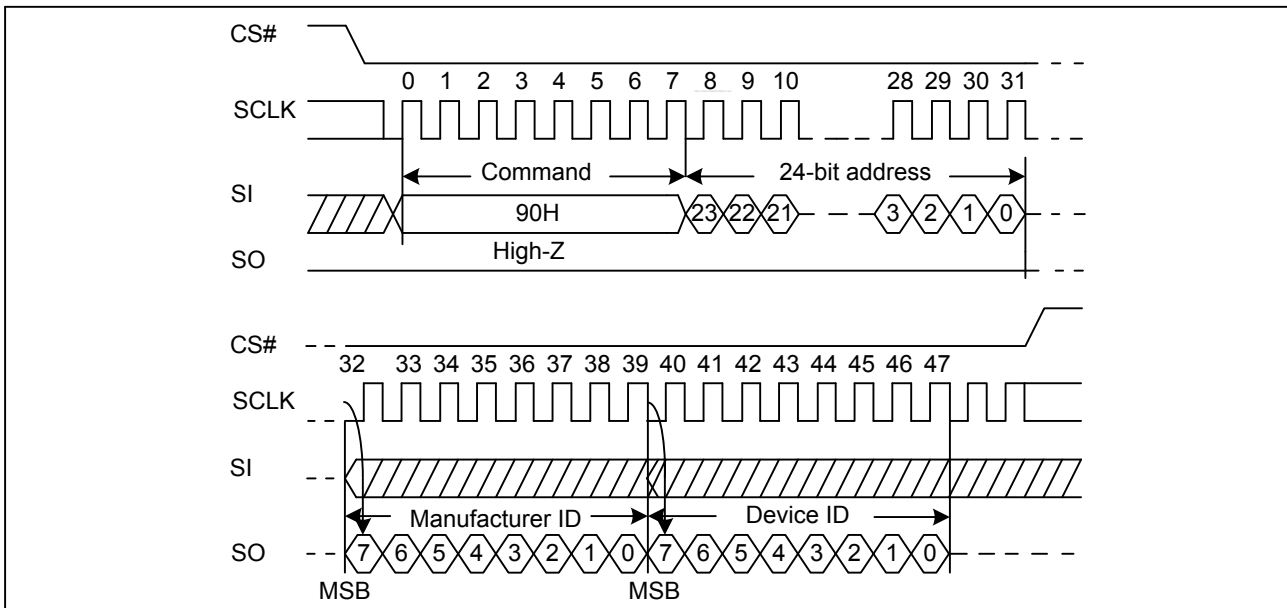 CS#
0 1 2 3 4 5 6 7 8 9 10 28 29 30 31
SCLK
Command 24-bit address
SI
90H 23 22 21 3 2 1 0
High-Z
SO
CS#
32 33 34 35 36 37 38 39 40 41 42 43 44 45 46 47
SCLK
SI
Manufacturer ID Device ID
SO 7 6 5 4 3 2 1 0 7 6 5 4 3 2 1 0
MSB MSB